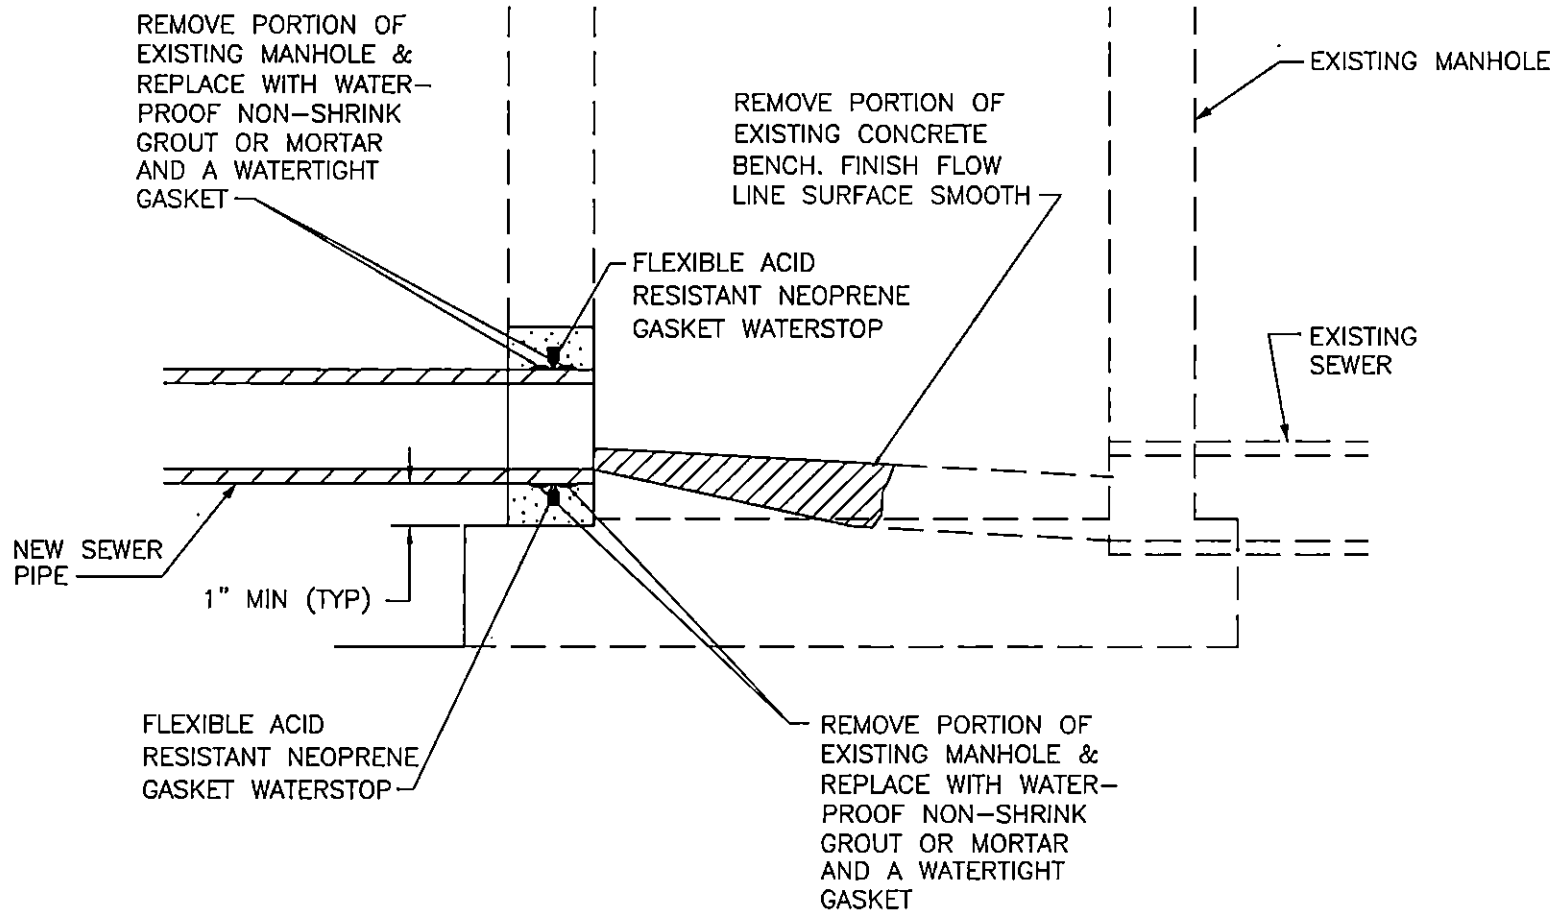 REMOVE PORTION OF
EXISTING MANHOLE &
REPLACE WITH WATER-
PROOF NON-SHRINK
GROUT OR MORTAR
AND A WATERTIGHT
GASKET
REMOVE PORTION OF
EXISTING CONCRETE
BENCH. FINISH FLOW
LINE SURFACE SMOOTH
EXISTING MANHOLE
FLEXIBLE ACID
RESISTANT NEOPRENE
GASKET WATERSTOP
EXISTING
SEWER
NEW SEWER
PIPE
1" MIN (TYP)
FLEXIBLE ACID
RESISTANT NEOPRENE
GASKET WATERSTOP
REMOVE PORTION OF
EXISTING MANHOLE &
REPLACE WITH WATER-
PROOF NON-SHRINK
GROUT OR MORTAR
AND A WATERTIGHT
GASKET